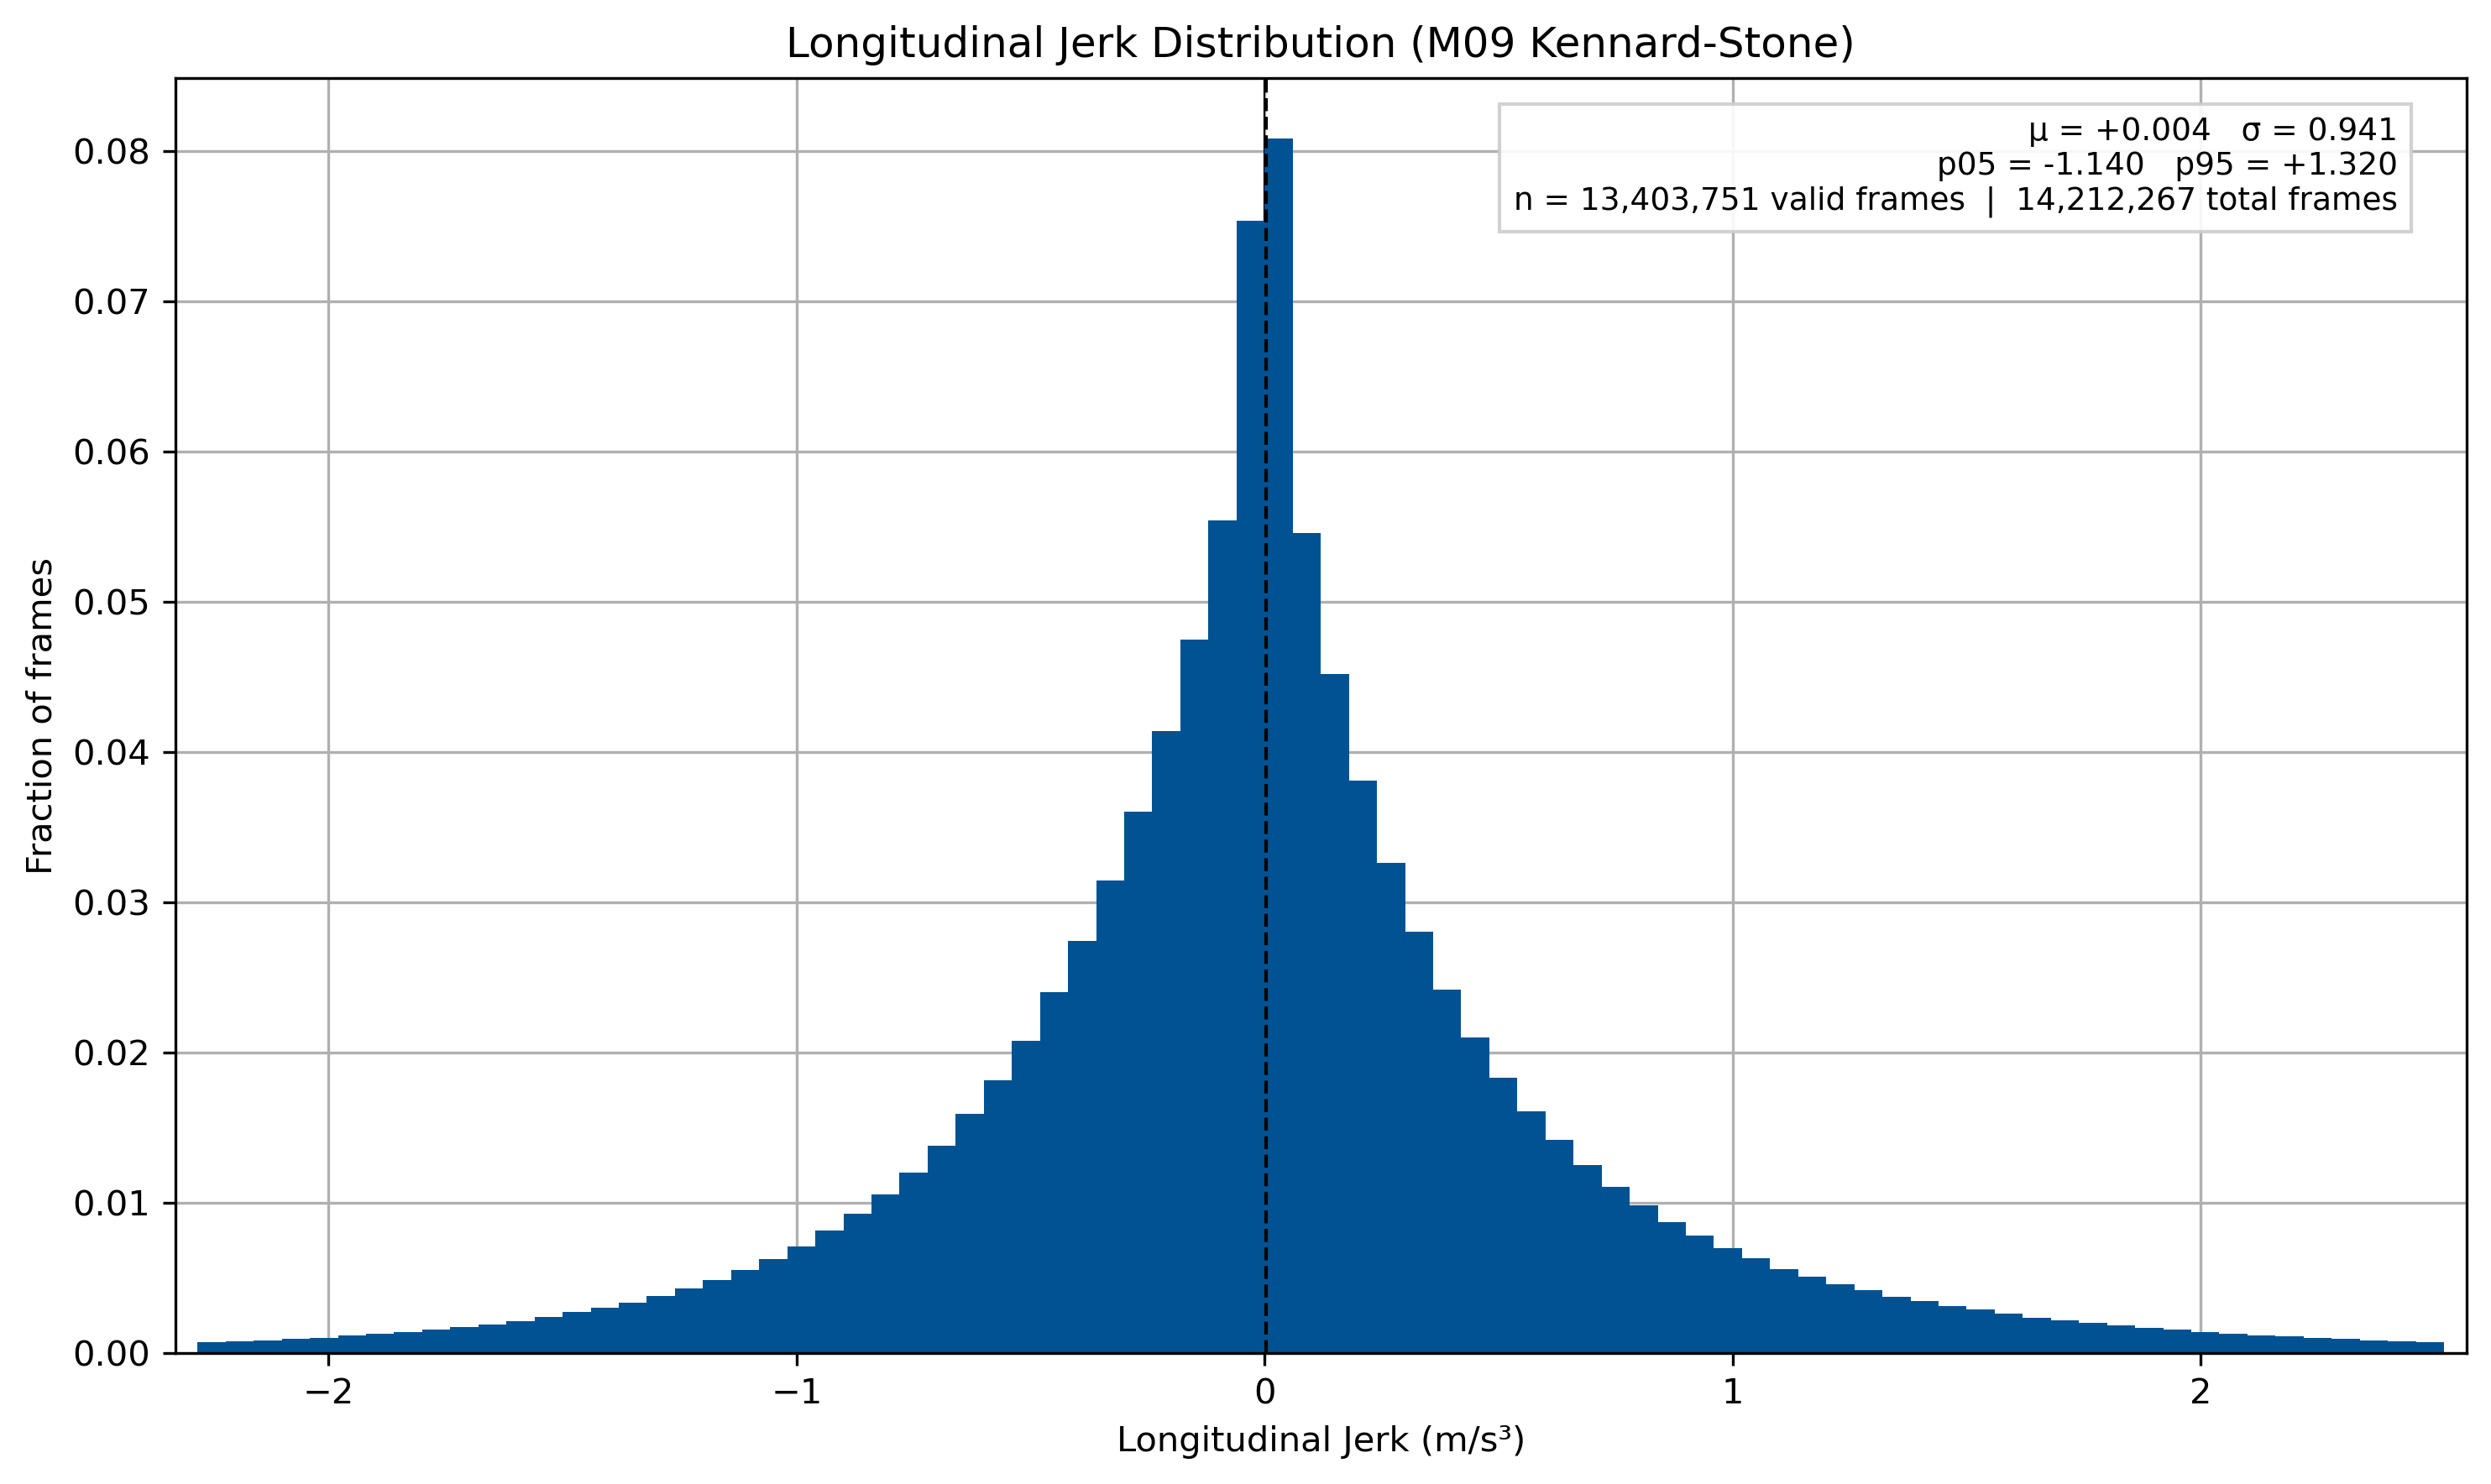 Longitudinal Jerk Distribution (M09 Kennard-Stone)
μ = +0.004   σ = 0.941
p05 = -1.140   p95 = +1.320
n = 13,403,751 valid frames  |  14,212,267 total frames
Fraction of frames
0.08
0.07
0.06
0.05
0.04
0.03
0.02
0.01
0.00
−2
−1
0
1
2
Longitudinal Jerk (m/s³)